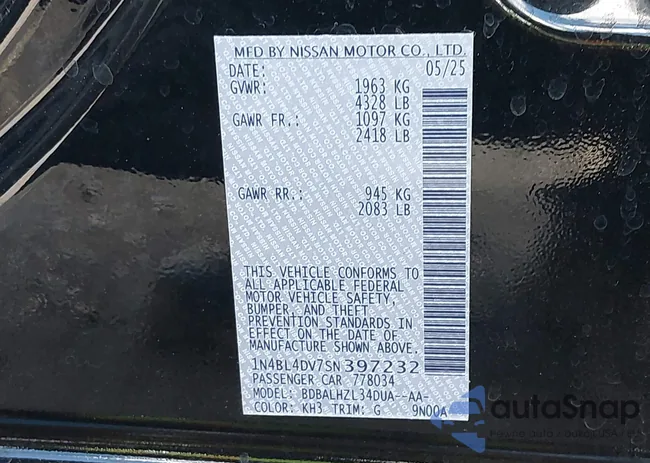 MFD BY NISSAN MOTOR CO., LTD.
DATE: 05/25
GVWR: 1963 KG
4328 LB
GAWR FR.: 1097 KG
2418 LB
GAWR RR.: 945 KG
2083 LB
THIS VEHICLE CONFORMS TO
ALL APPLICABLE FEDERAL
MOTOR VEHICLE SAFETY,
BUMPER, AND THEFT
PREVENTION STANDARDS IN
EFFECT ON THE DATE OF
MANUFACTURE SHOWN ABOVE.
1N4BL4DV7SN397232
PASSENGER CAR 778034
MODEL: BDBALHZL34DUA--AA-
COLOR: KH3 TRIM: G 9N00A
autoSnap